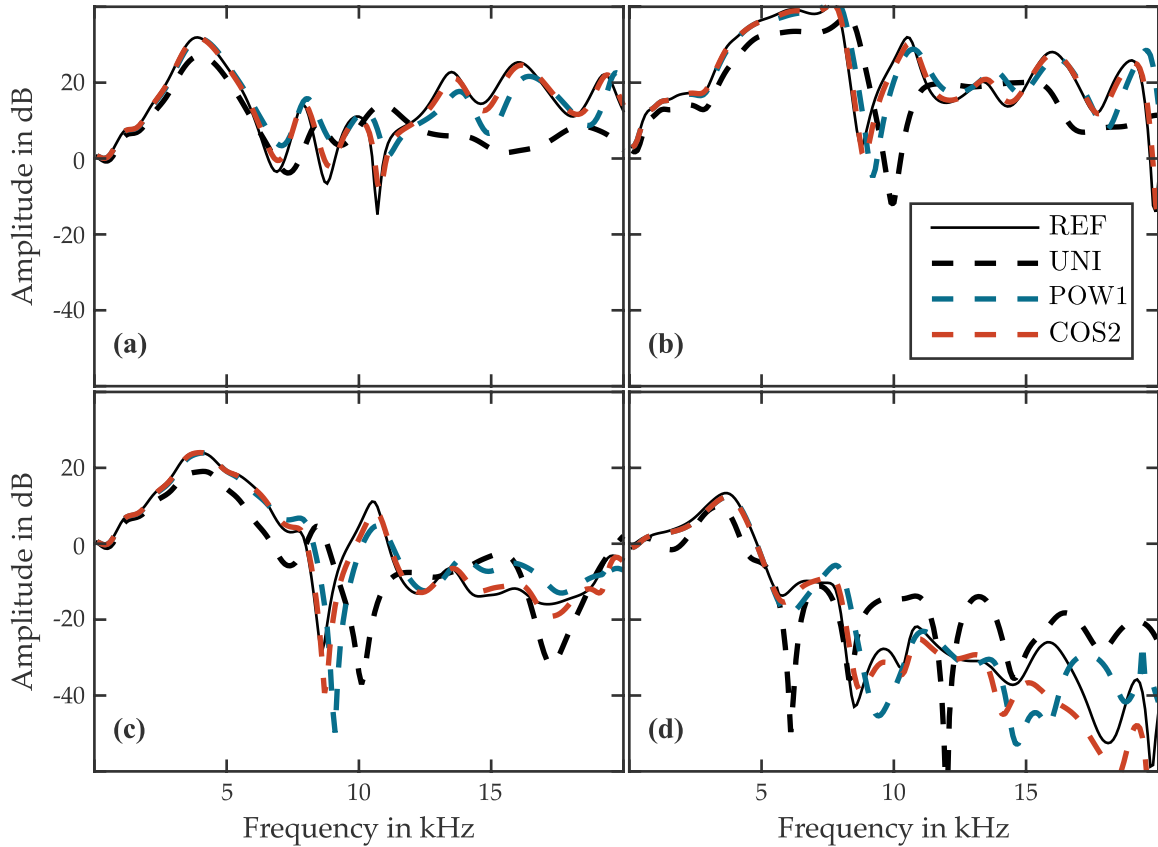 Amplitude in dB
20
0
-20
-40
(a)
(b)
REF
UNI
POW1
COS2
Amplitude in dB
20
0
-20
-40
(c)
(d)
5
10
15
5
10
15
Frequency in kHz
Frequency in kHz